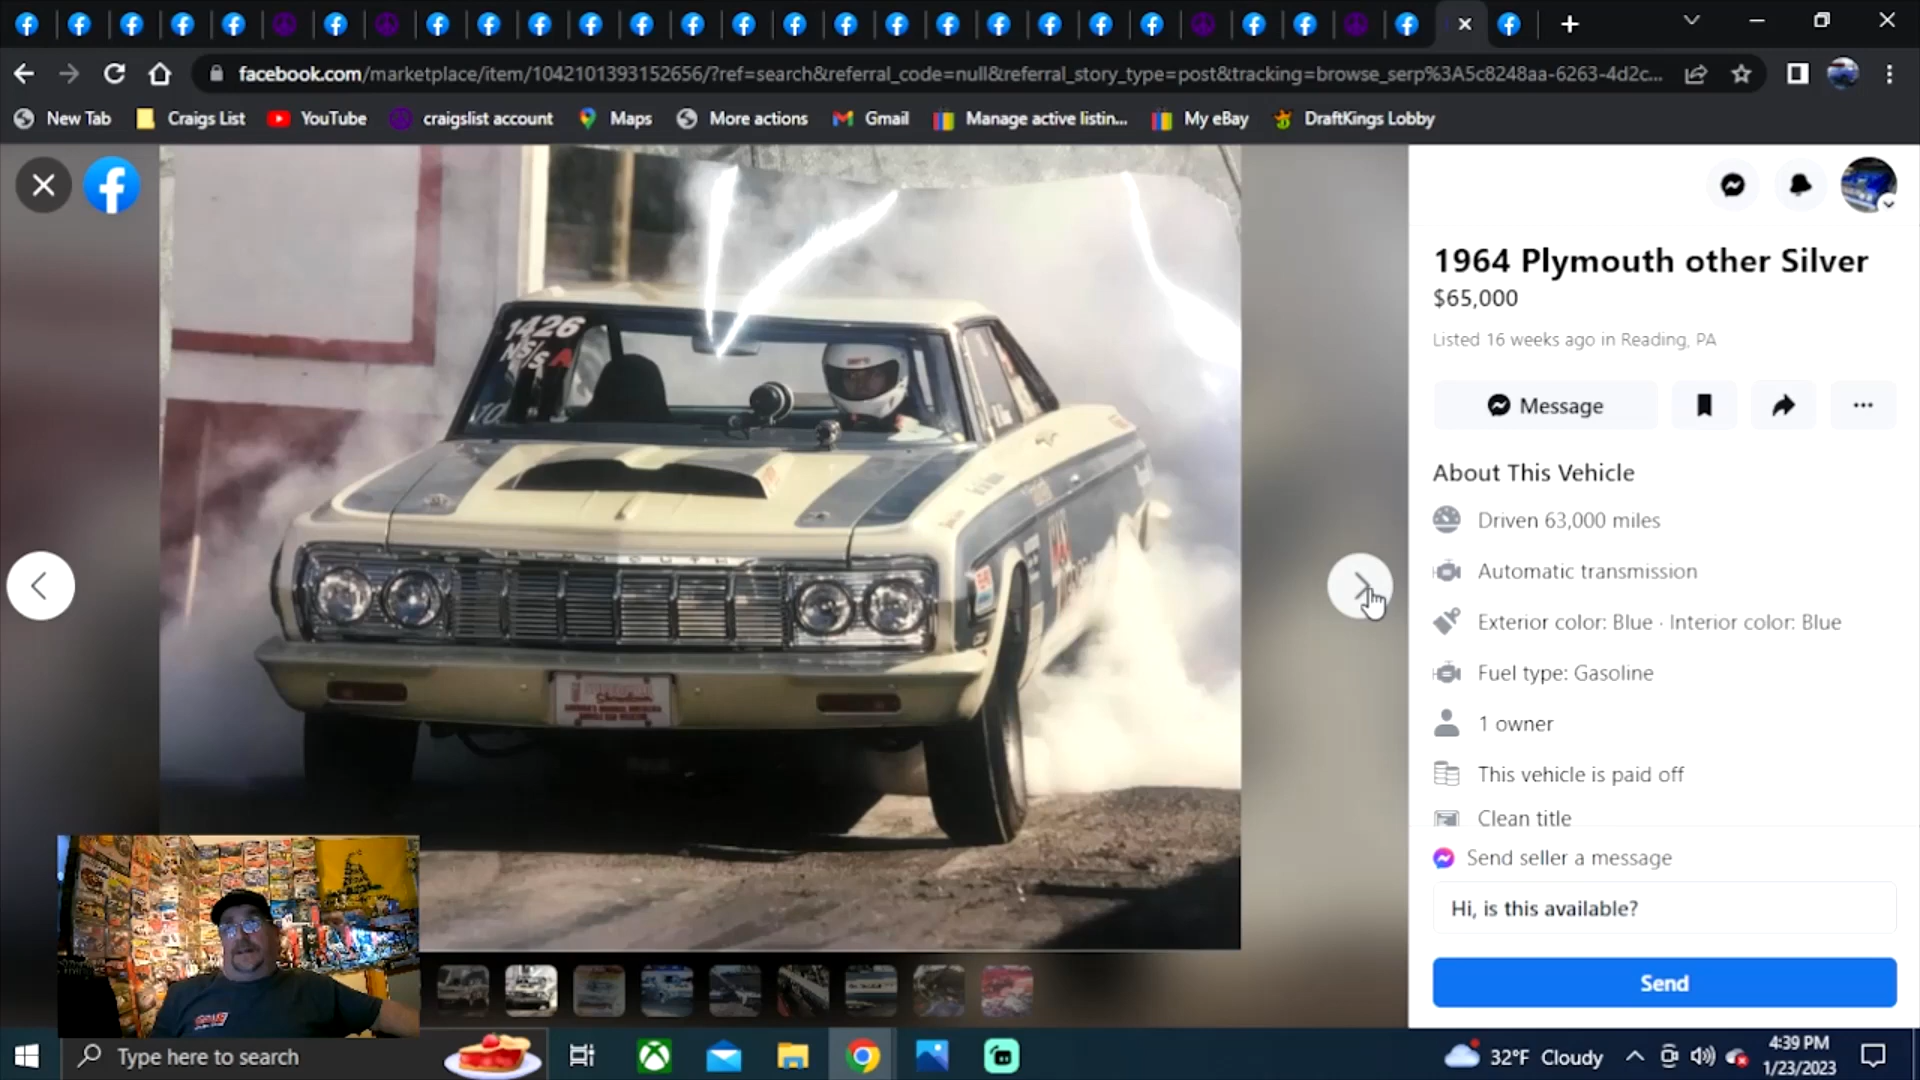 facebook.com/marketplace/item/1042101393152656/?ref=search&referral_code=null&referral_story_type=post&tracking=browse_serp%3A5c8248aa-6263-4d2c...
New Tab Craigs List YouTube craigslist account Maps More actions Gmail Manage active listin... My eBay DraftKings Lobby
1964 Plymouth other Silver
$65,000
Listed 16 weeks ago in Reading, PA
Message
About This Vehicle
Driven 63,000 miles
Automatic transmission
Exterior color: Blue · Interior color: Blue
Fuel type: Gasoline
1 owner
This vehicle is paid off
Clean title
Send seller a message
Hi, is this available?
Send
1426
NS/S A
10
PLYMOUTH
Type here to search
32°F Cloudy
4:39 PM
1/23/2023